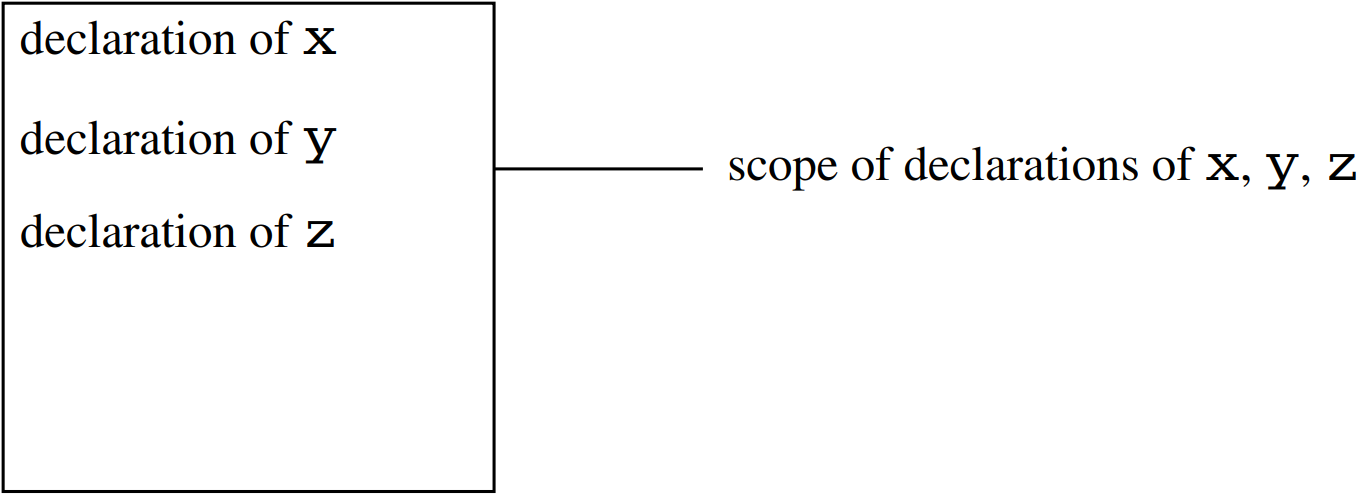 declaration of x
declaration of y
scope of declarations of x, y, z
declaration of z